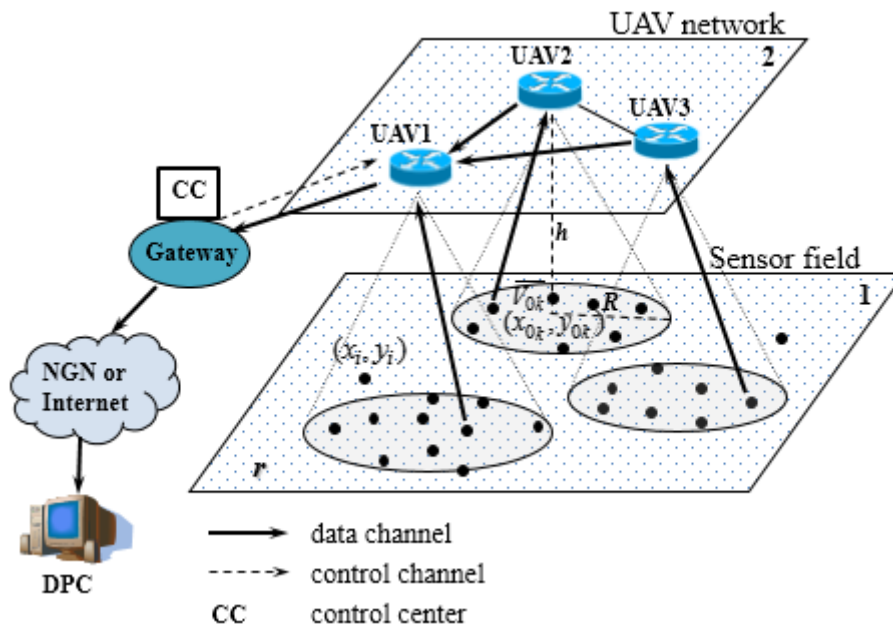 UAV network
2
UAV2
UAV3
UAV1
CC
Gateway
h
Sensor field
1
V₀ₖ
R
(x₀ₖ, y₀ₖ)
(xᵢ, yᵢ)
NGN or
Internet
r
DPC
data channel
control channel
CC control center